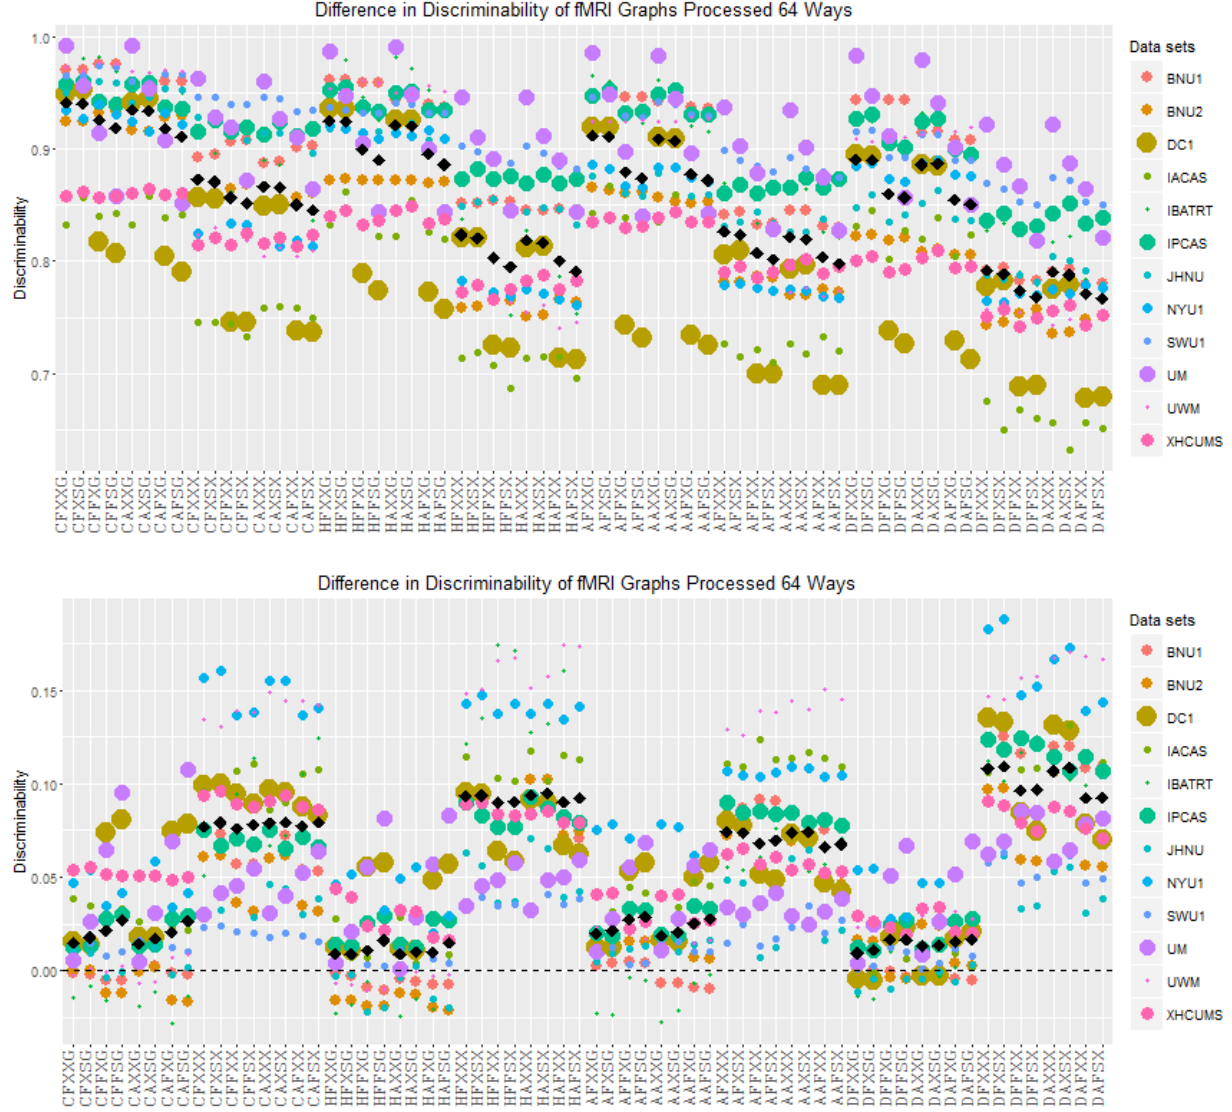 Difference in Discriminability of fMRI Graphs Processed 64 Ways
Discriminability
1.0
0.9
0.8
0.7
CFXXG
CFXSG
CFFXG
CFFSG
CAXXG
CAXSG
CAFXG
CAFSG
CFXXX
CFXSX
CFFXX
CFFSX
CAXXX
CAXSX
CAFXX
CAFSX
HFXXG
HFXSG
HFFXG
HFFSG
HAXXG
HAXSG
HAFXG
HAFSG
HFXXX
HFXSX
HFFXX
HFFSX
HAXXX
HAXSX
HAFXX
HAFSX
AFXXG
AFXSG
AFFXG
AFFSG
AAXXG
AAXSG
AAFXG
AAFSG
AFXXX
AFXSX
AFFXX
AFFSX
AAXXX
AAXSX
AAFXX
AAFSX
DFXXG
DFXSG
DFFXG
DFFSG
DAXXG
DAXSG
DAFXG
DAFSG
DFXXX
DFXSX
DFFXX
DFFSX
DAXXX
DAXSX
DAFXX
DAFSX
Data sets
BNU1
BNU2
DC1
IACAS
IBATRT
IPCAS
JHNU
NYU1
SWU1
UM
UWM
XHCUMS
Difference in Discriminability of fMRI Graphs Processed 64 Ways
Discriminability
0.15
0.10
0.05
0.00
CFXXG
CFXSG
CFFXG
CFFSG
CAXXG
CAXSG
CAFXG
CAFSG
CFXXX
CFXSX
CFFXX
CFFSX
CAXXX
CAXSX
CAFXX
CAFSX
HFXXG
HFXSG
HFFXG
HFFSG
HAXXG
HAXSG
HAFXG
HAFSG
HFXXX
HFXSX
HFFXX
HFFSX
HAXXX
HAXSX
HAFXX
HAFSX
AFXXG
AFXSG
AFFXG
AFFSG
AAXXG
AAXSG
AAFXG
AAFSG
AFXXX
AFXSX
AFFXX
AFFSX
AAXXX
AAXSX
AAFXX
AAFSX
DFXXG
DFXSG
DFFXG
DFFSG
DAXXG
DAXSG
DAFXG
DAFSG
DFXXX
DFXSX
DFFXX
DFFSX
DAXXX
DAXSX
DAFXX
DAFSX
Data sets
BNU1
BNU2
DC1
IACAS
IBATRT
IPCAS
JHNU
NYU1
SWU1
UM
UWM
XHCUMS